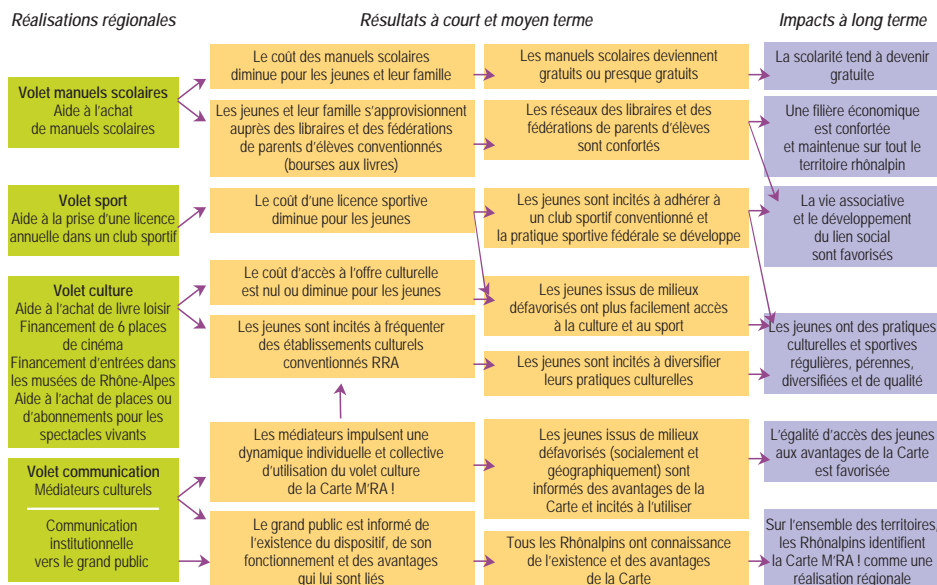 Réalisations régionales
Résultats à court et moyen terme
Impacts à long terme
Volet manuels scolaires
Aide à l'achat
de manuels scolaires
Le coût des manuels scolaires
diminue pour les jeunes et leur famille
Les manuels scolaires deviennent
gratuits ou presque gratuits
La scolarité tend à devenir
gratuite
Les jeunes et leur famille s'approvisionnent
auprès des libraires et des fédérations
de parents d'élèves conventionnés
(bourses aux livres)
Les réseaux des libraires et des
fédérations de parents d'élèves
sont confortés
Une filière économique
est confortée
et maintenue sur tout le
territoire rhônalpin
Volet sport
Aide à la prise d'une licence
annuelle dans un club sportif
Le coût d'une licence sportive
diminue pour les jeunes
Les jeunes sont incités à adhérer à
un club sportif conventionné et
la pratique sportive fédérale se développe
La vie associative
et le développement
du lien social
sont favorisés
Volet culture
Aide à l'achat de livre loisir
Financement de 6 places
de cinéma
Financement d'entrées dans
les musées de Rhône-Alpes
Aide à l'achat de places ou
d'abonnements pour les
spectacles vivants
Le coût d'accès à l'offre culturelle
est nul ou diminue pour les jeunes
Les jeunes issus de milieux
défavorisés ont plus facilement accès
à la culture et au sport
Les jeunes sont incités à fréquenter
des établissements culturels
conventionnés RRA
Les jeunes sont incités à diversifier
leurs pratiques culturelles
Les jeunes ont des pratiques
culturelles et sportives
régulières, pérennes,
diversifiées et de qualité
Volet communication
Médiateurs culturels
Communication
institutionnelle
vers le grand public
Les médiateurs impulsent une
dynamique individuelle et collective
d'utilisation du volet culture
de la Carte M'RA !
Les jeunes issus de milieux
défavorisés (socialement et
géographiquement) sont
informés des avantages de la
Carte et incités à l'utiliser
L'égalité d'accès des jeunes
aux avantages de la Carte
est favorisée
Le grand public est informé de
l'existence du dispositif, de son
fonctionnement et des avantages
qui lui sont liés
Tous les Rhônalpins ont connaissance
de l'existence et des avantages
de la Carte
Sur l'ensemble des territoires,
les Rhônalpins identifient
la Carte M'RA ! comme une
réalisation régionale